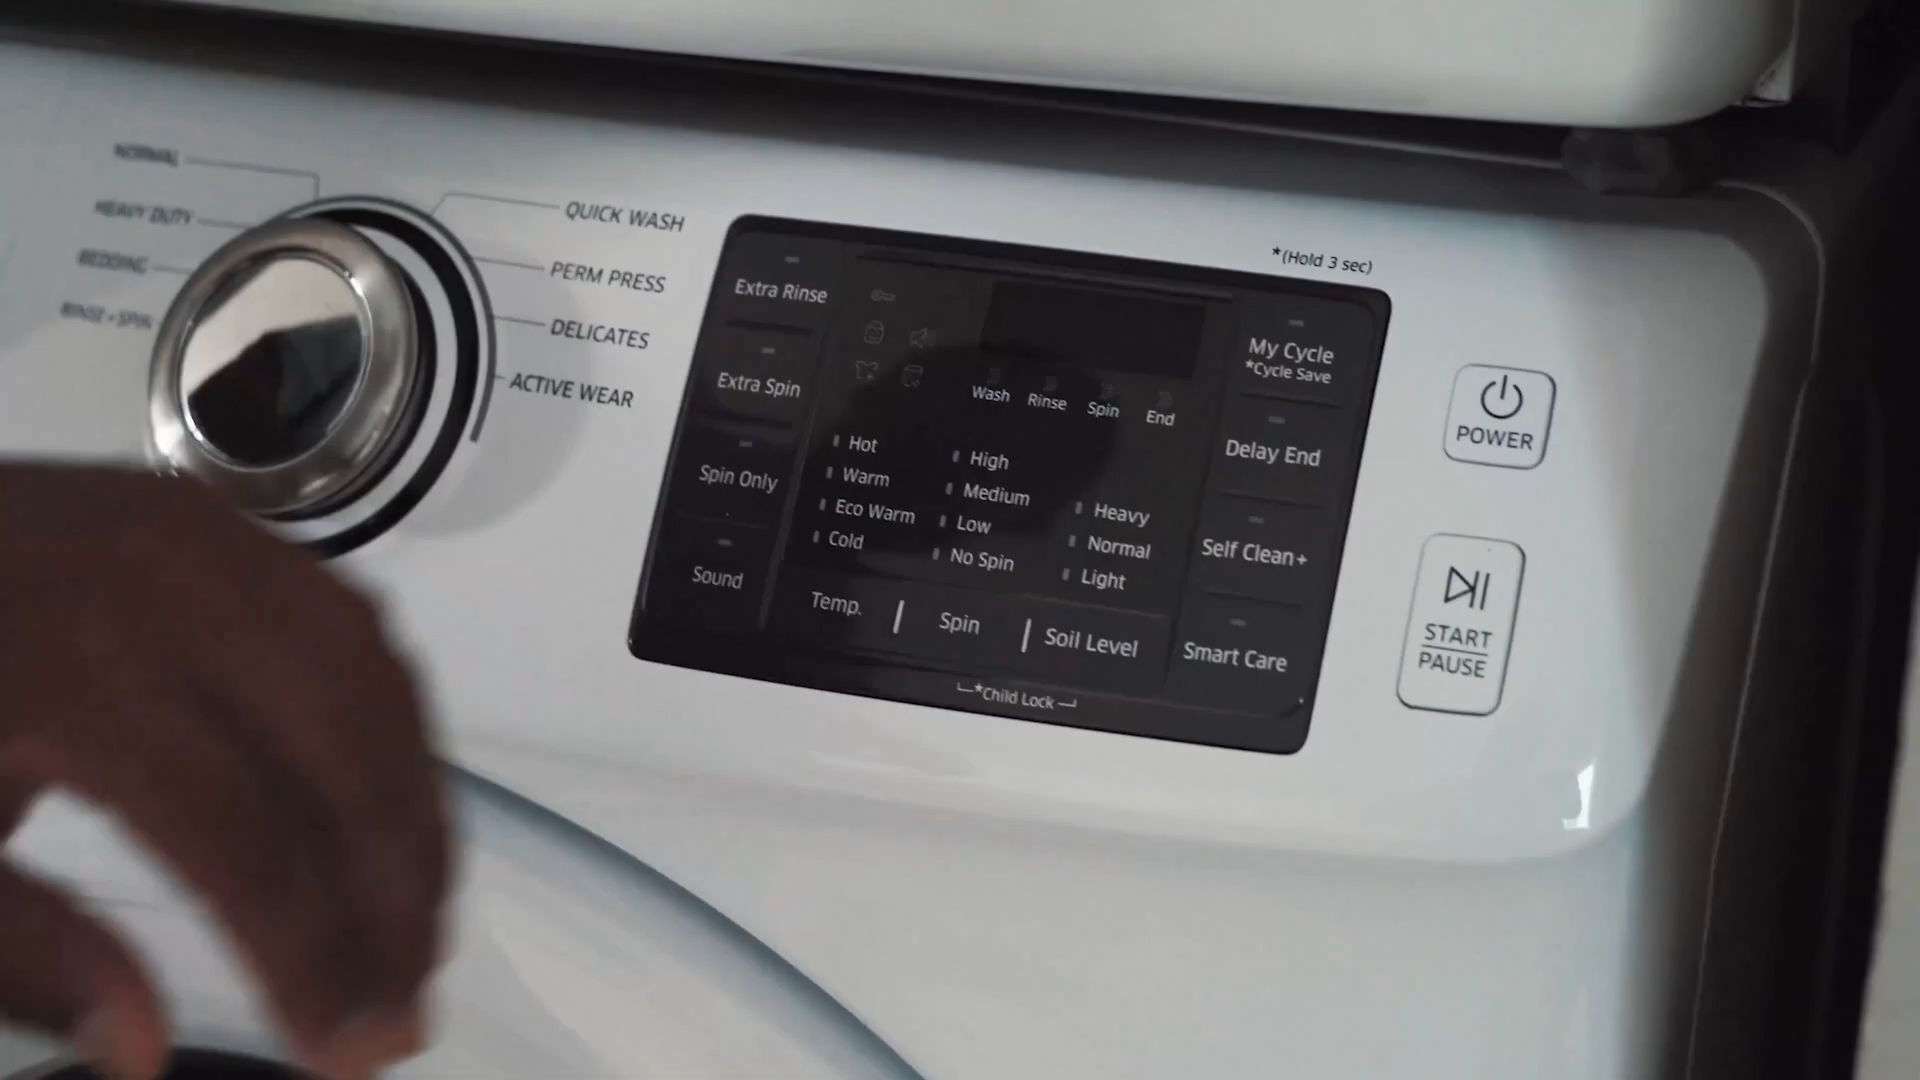 NORMAL
HEAVY DUTY
BEDDING
RINSE+SPIN
QUICK WASH
PERM PRESS
DELICATES
ACTIVE WEAR
*(Hold 3 sec)
Extra Rinse
Extra Spin
Spin Only
Sound
Wash Rinse Spin End
Hot
Warm
Eco Warm
Cold
High
Medium
Low
No Spin
Heavy
Normal
Light
Temp. | Spin | Soil Level
*Child Lock
My Cycle
*Cycle Save
Delay End
Self Clean+
Smart Care
POWER
START
PAUSE